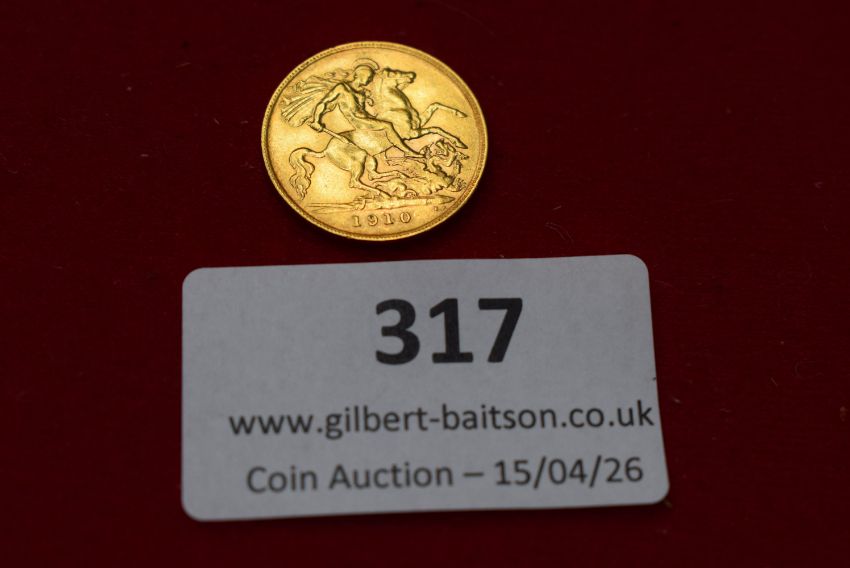 1910
317
www.gilbert-baitson.co.uk
Coin Auction – 15/04/26